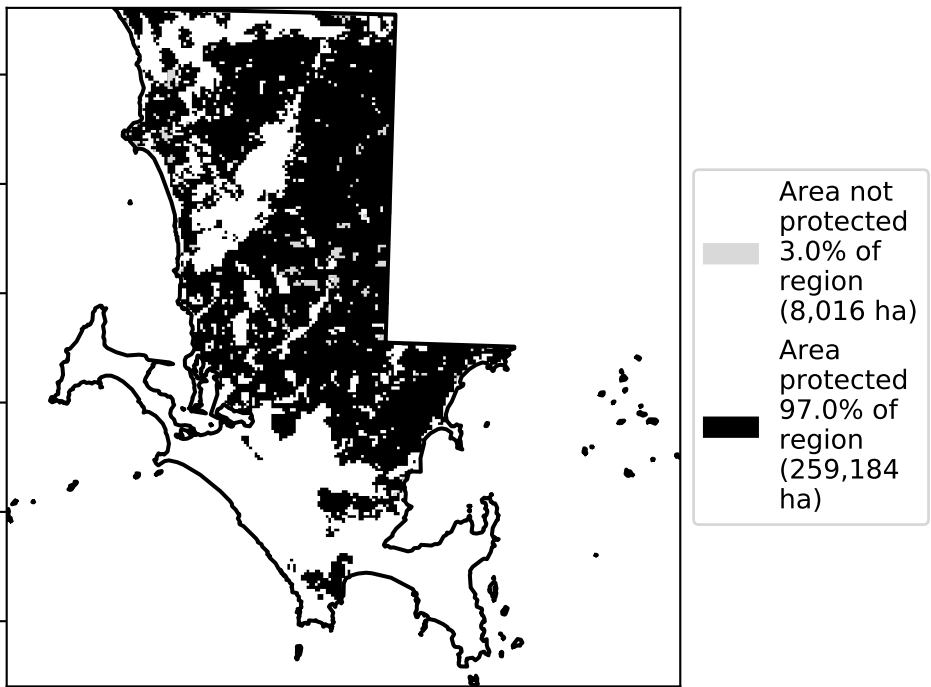 Area not
protected
3.0% of
region
(8,016 ha)
Area
protected
97.0% of
region
(259,184
ha)